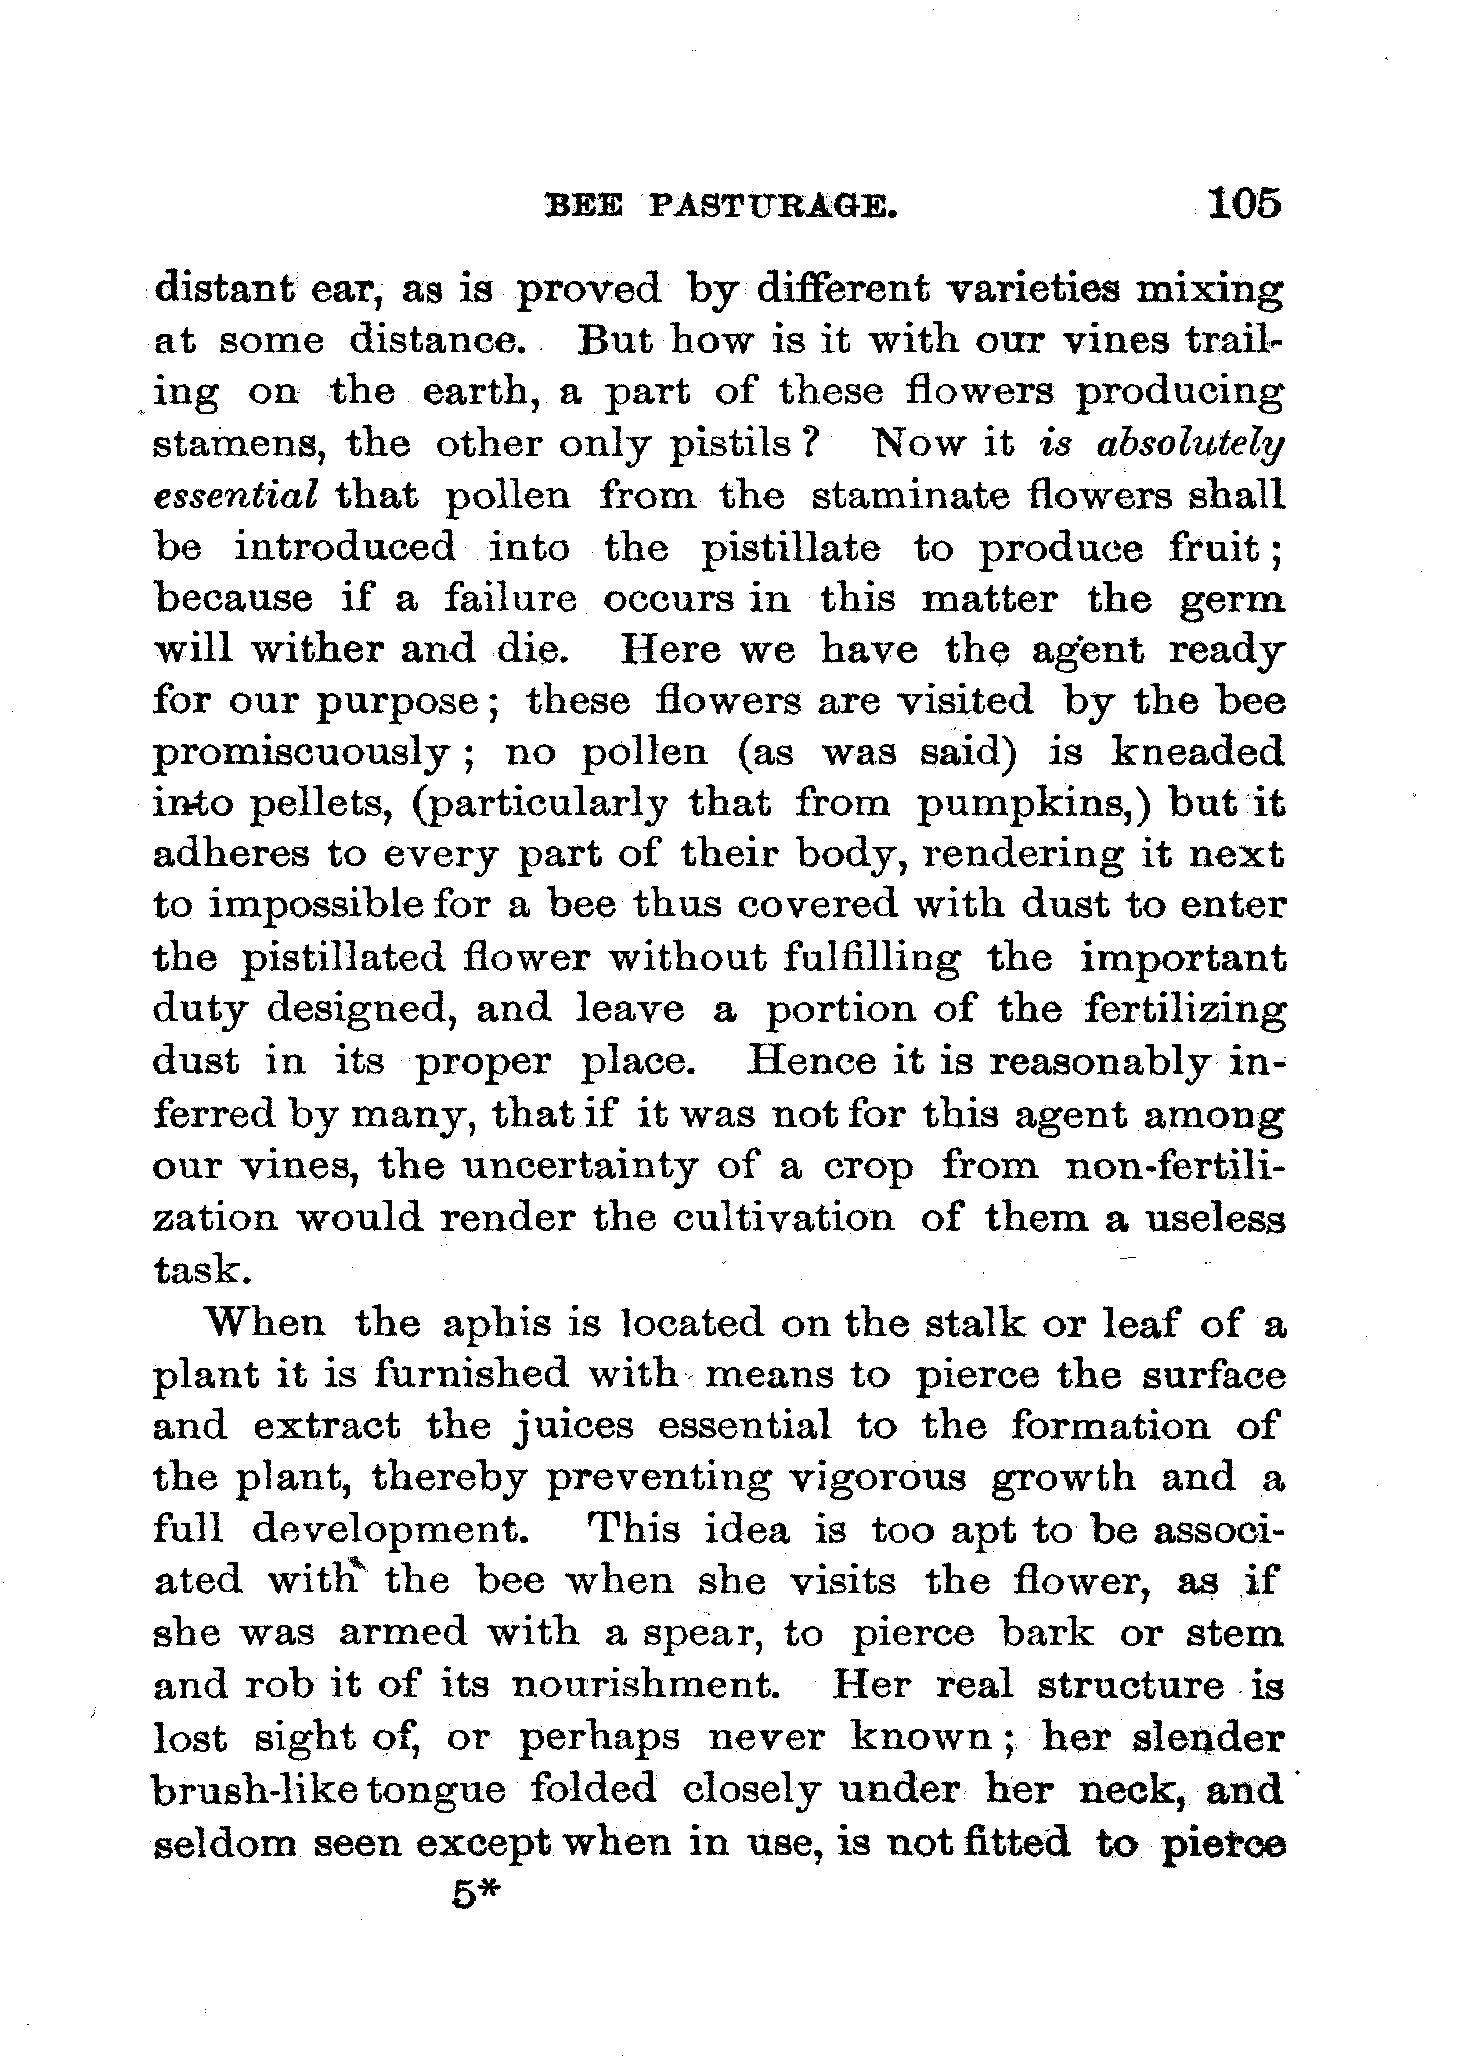 BEE PASTURAGE. 105
distant ear, as is proved by different varieties mixing
at some distance. But how is it with our vines trail-
ing on the earth, a part of these flowers producing
stamens, the other only pistils? Now it is absolutely
essential that pollen from the staminate flowers shall
be introduced into the pistillate to produce fruit;
because if a failure occurs in this matter the germ
will wither and die. Here we have the agent ready
for our purpose; these flowers are visited by the bee
promiscuously; no pollen (as was said) is kneaded
into pellets, (particularly that from pumpkins,) but it
adheres to every part of their body, rendering it next
to impossible for a bee thus covered with dust to enter
the pistillated flower without fulfilling the important
duty designed, and leave a portion of the fertilizing
dust in its proper place. Hence it is reasonably in-
ferred by many, that if it was not for this agent among
our vines, the uncertainty of a crop from non-fertili-
zation would render the cultivation of them a useless
task.
When the aphis is located on the stalk or leaf of a
plant it is furnished with means to pierce the surface
and extract the juices essential to the formation of
the plant, thereby preventing vigorous growth and a
full development. This idea is too apt to be associ-
ated with the bee when she visits the flower, as if
she was armed with a spear, to pierce bark or stem
and rob it of its nourishment. Her real structure is
lost sight of, or perhaps never known; her slender
brush-like tongue folded closely under her neck, and
seldom seen except when in use, is not fitted to pierce
5*